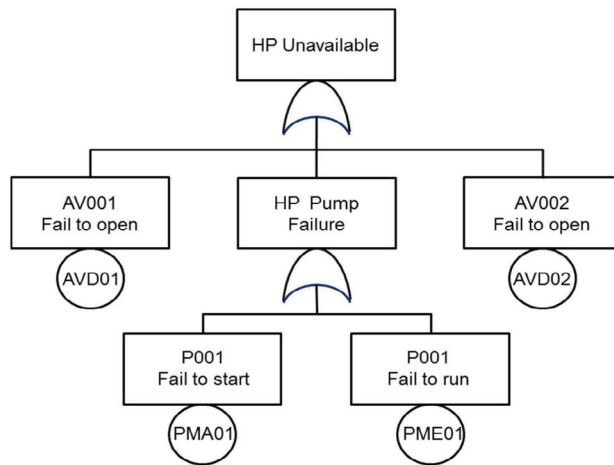 HP Unavailable
AV001
Fail to open
HP Pump
Failure
AV002
Fail to open
AVD01
AVD02
P001
Fail to start
P001
Fail to run
PMA01
PME01